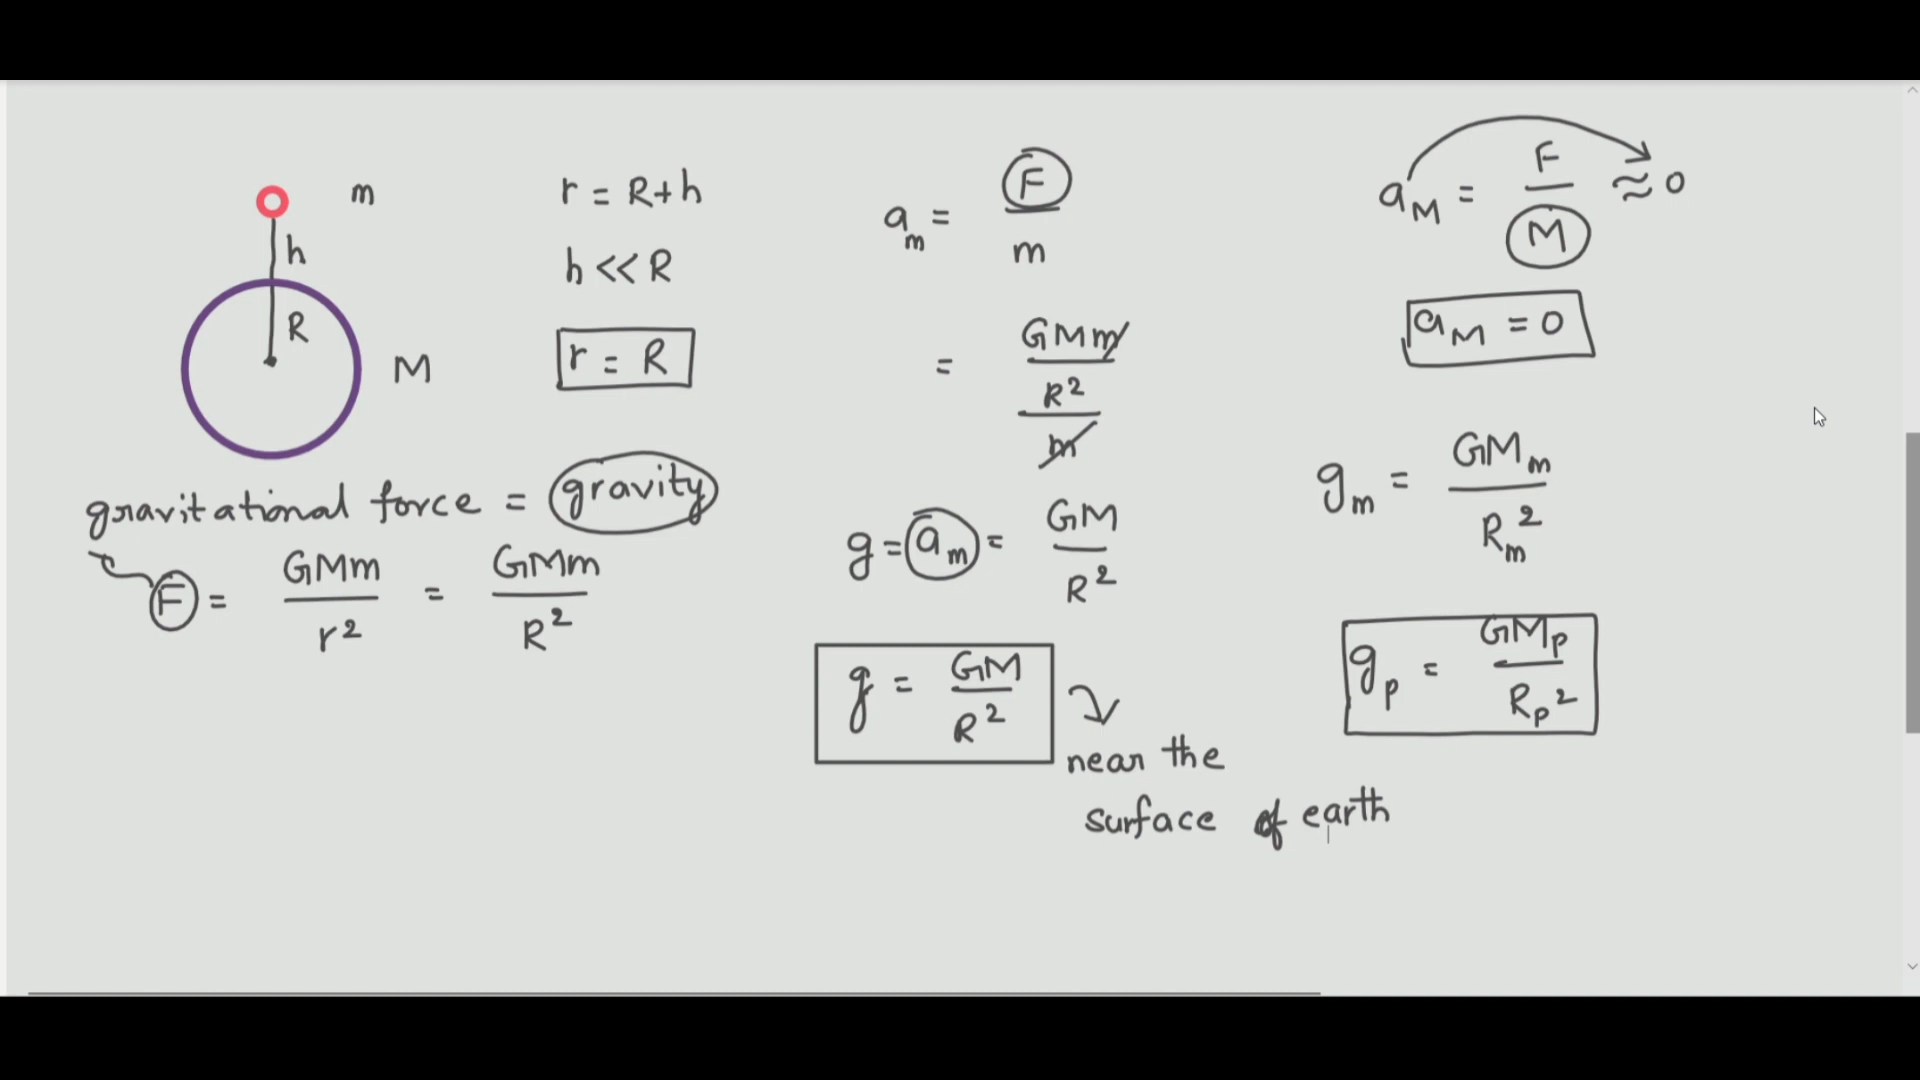 m
h
R
M
r = R+h
h << R
r = R
gravitational force = gravity
F = GMm / r² = GMm / R²
a_m = F / m
= GMm / R² / m
g = a_m = GM / R²
g = GM / R²
near the
surface of earth
a_M = F / M ≈ 0
a_M = 0
g_m = GM_m / R_m²
g_p = GM_p / R_p²